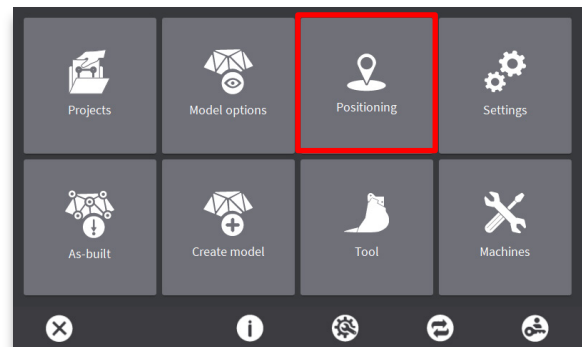 Projects
Model options
Positioning
Settings
As-built
Create model
Tool
Machines